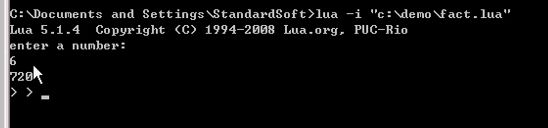 C:\Documents and Settings\StandardSoft>lua -i "c:\demo\fact.lua"
Lua 5.1.4  Copyright (C) 1994-2008 Lua.org, PUC-Rio
enter a number:
6
720
> > _